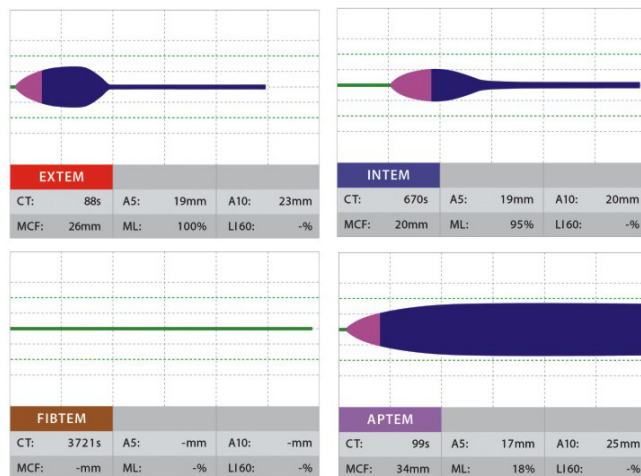 EXTEM
CT: 88s A5: 19mm A10: 23mm
MCF: 26mm ML: 100% LI60: -%
INTEM
CT: 670s A5: 19mm A10: 20mm
MCF: 20mm ML: 95% LI60: -%
FIBTEM
CT: 3721s A5: -mm A10: -mm
MCF: -mm ML: -% LI60: -%
APTEM
CT: 99s A5: 17mm A10: 25mm
MCF: 34mm ML: 18% LI60: -%